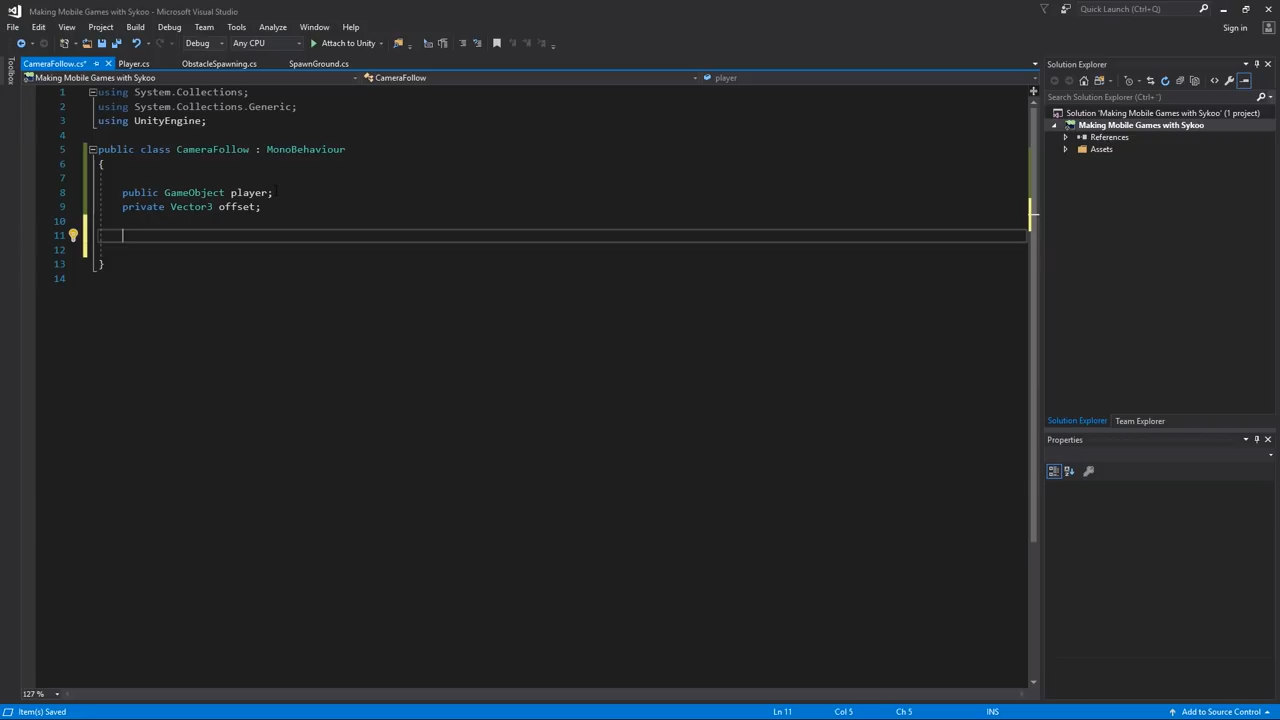 Making Mobile Games with Sykoo - Microsoft Visual Studio
Quick Launch (Ctrl+Q)
File Edit View Project Build Debug Team Tools Analyze Window Help
Sign in
Debug Any CPU Attach to Unity
Toolbox
CameraFollow.cs* Player.cs ObstacleSpawning.cs SpawnGround.cs
Making Mobile Games with Sykoo CameraFollow player
1 using System.Collections;
2 using System.Collections.Generic;
3 using UnityEngine;
4
5 public class CameraFollow : MonoBehaviour
6 {
7
8 public GameObject player;
9 private Vector3 offset;
10
11
12
13 }
14
127 %
Solution Explorer
Search Solution Explorer (Ctrl+¨)
Solution 'Making Mobile Games with Sykoo' (1 project)
Making Mobile Games with Sykoo
References
Assets
Solution Explorer Team Explorer
Properties
Item(s) Saved Ln 11 Col 5 Ch 5 INS Add to Source Control